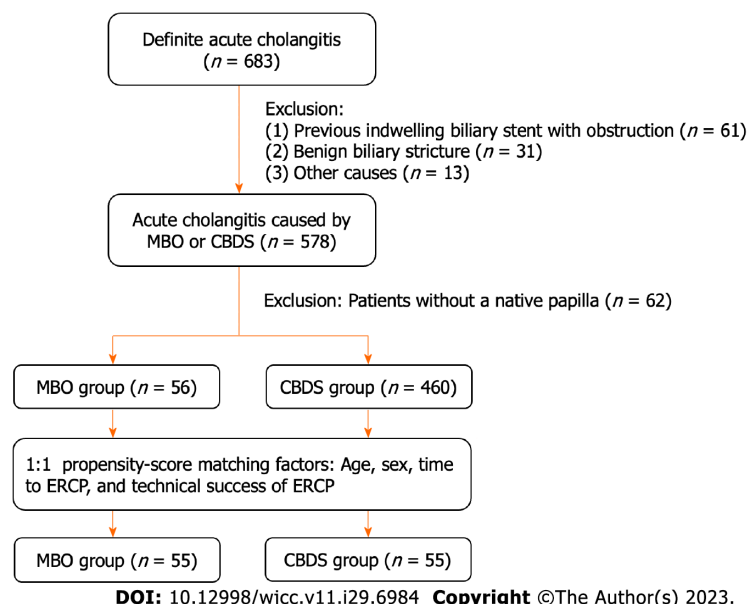 Definite acute cholangitis
(n = 683)
Exclusion:
(1) Previous indwelling biliary stent with obstruction (n = 61)
(2) Benign biliary stricture (n = 31)
(3) Other causes (n = 13)
Acute cholangitis caused by
MBO or CBDS (n = 578)
Exclusion: Patients without a native papilla (n = 62)
MBO group (n = 56)
CBDS group (n = 460)
1:1 propensity-score matching factors: Age, sex, time
to ERCP, and technical success of ERCP
MBO group (n = 55)
CBDS group (n = 55)
DOI: 10.12998/wjcc.v11.i29.6984 Copyright ©The Author(s) 2023.